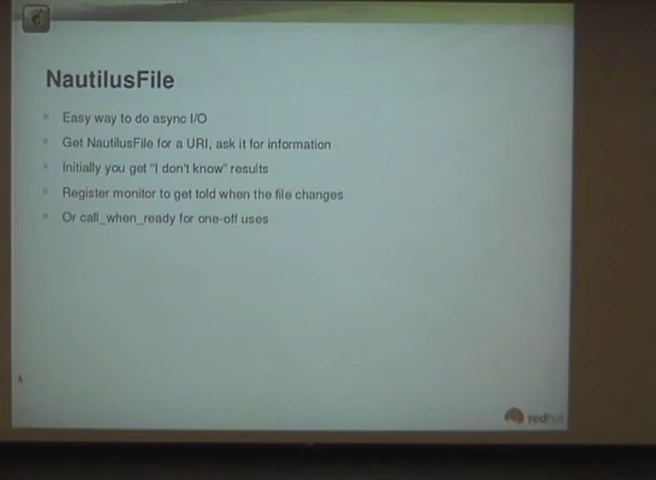 NautilusFile
Easy way to do async I/O
Get NautilusFile for a URI, ask it for information
Initially you get "I don't know" results
Register monitor to get told when the file changes
Or call_when_ready for one-off uses
redhat